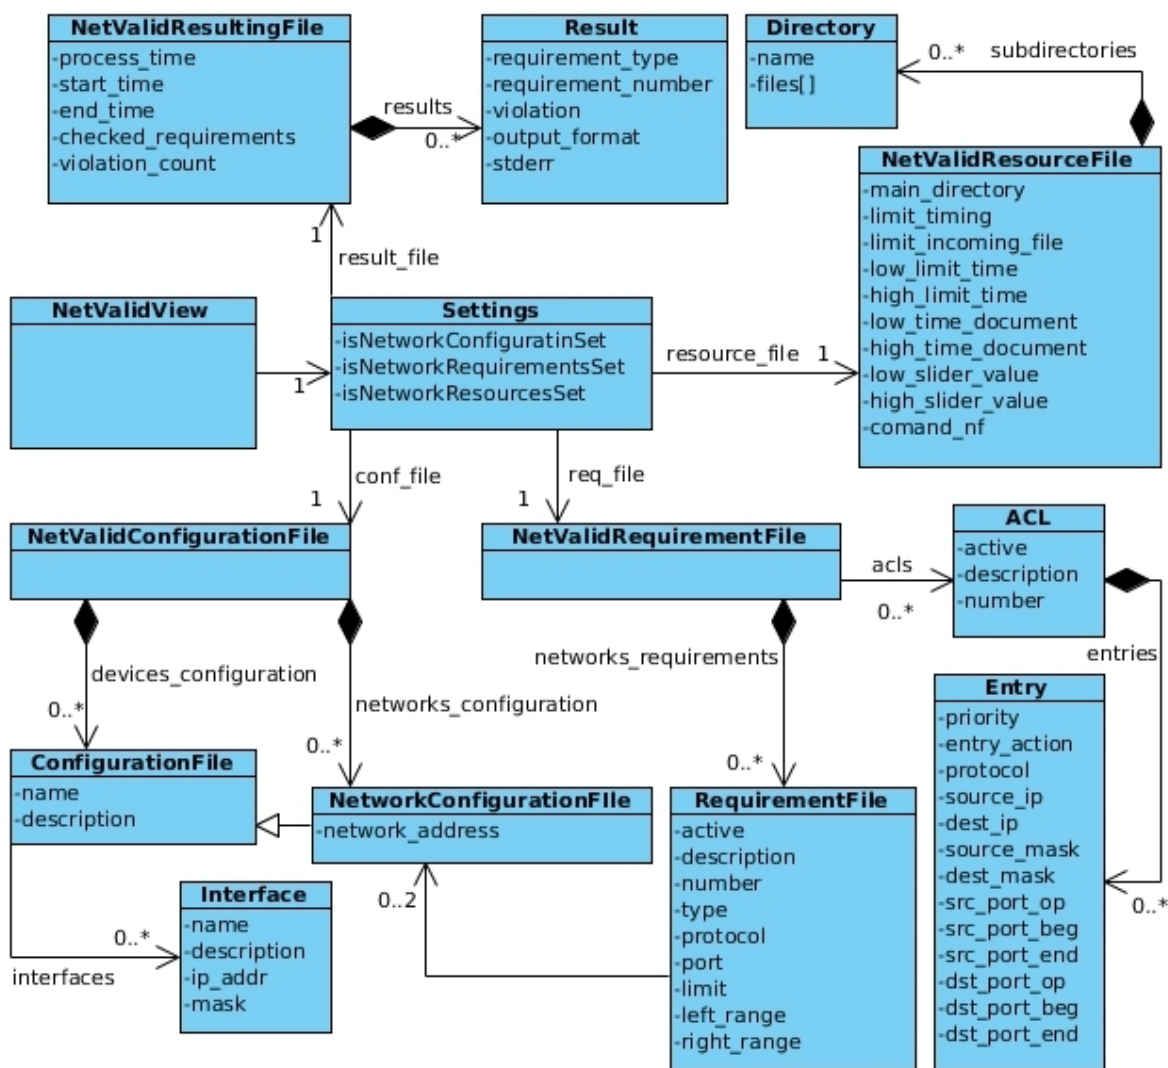 NetValidResultingFile
-process_time
-start_time
-end_time
-checked_requirements
-violation_count
results
0..*
Result
-requirement_type
-requirement_number
-violation
-output_format
-stderr
Directory
-name
-files[]
0..*
subdirectories
NetValidResourceFile
-main_directory
-limit_timing
-limit_incoming_file
-low_limit_time
-high_limit_time
-low_time_document
-high_time_document
-low_slider_value
-high_slider_value
-comand_nf
1
result_file
NetValidView
1
Settings
-isNetworkConfiguratinSet
-isNetworkRequirementsSet
-isNetworkResourcesSet
resource_file
1
conf_file
1
req_file
1
NetValidConfigurationFile
NetValidRequirementFile
acls
0..*
ACL
-active
-description
-number
entries
devices_configuration
0..*
networks_configuration
0..*
networks_requirements
0..*
Entry
-priority
-entry_action
-protocol
-source_ip
-dest_ip
-source_mask
-dest_mask
-src_port_op
-src_port_beg
-src_port_end
-dst_port_op
-dst_port_beg
-dst_port_end
0..*
ConfigurationFile
-name
-description
NetworkConfigurationFIle
-network_address
0..2
RequirementFile
-active
-description
-number
-type
-protocol
-port
-limit
-left_range
-right_range
Interface
-name
-description
-ip_addr
-mask
0..*
interfaces